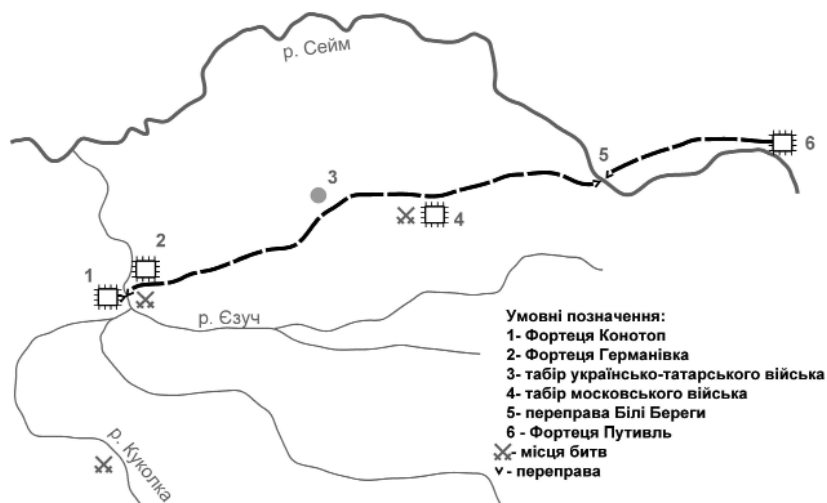 р. Сейм
5
6
3
4
2
1
р. Єзуч
р. Куколка
Умовні позначення:
1- Фортеця Конотоп
2- Фортеця Германівка
3- табір українсько-татарського війська
4- табір московського війська
5- переправа Білі Береги
6 - Фортеця Путивль
- місця битв
- переправа